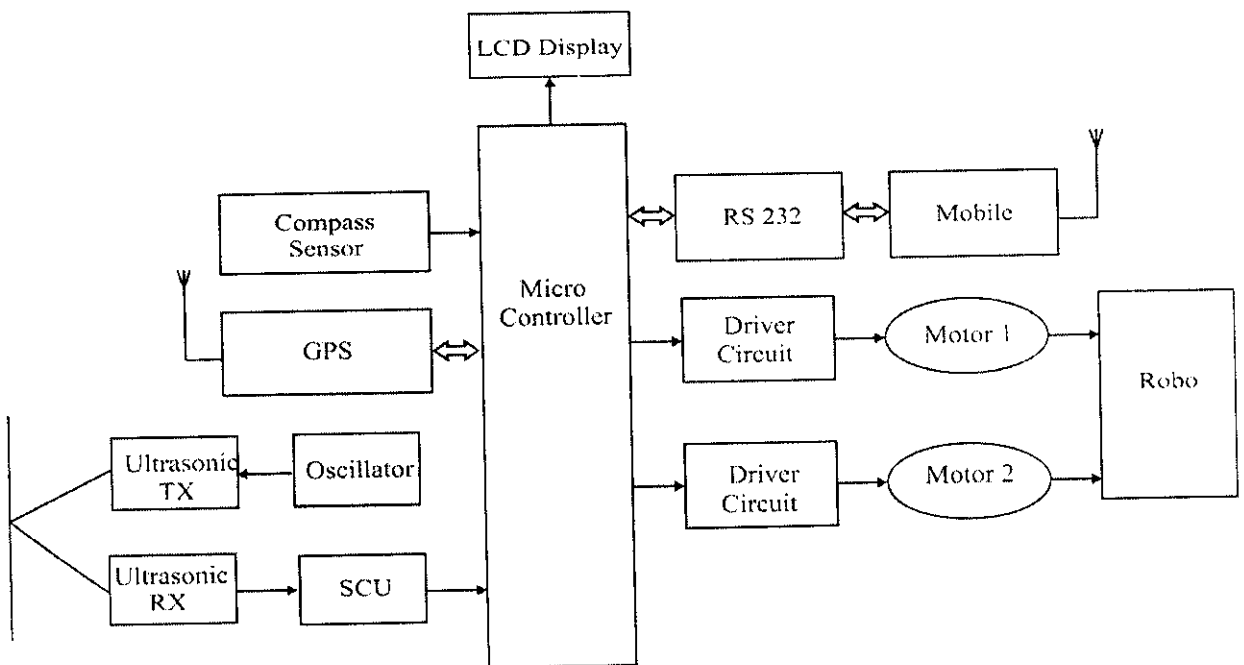 LCD Display
Compass
Sensor
GPS
Ultrasonic
TX
Oscillator
Ultrasonic
RX
SCU
Micro
Controller
RS 232
Mobile
Driver
Circuit
Motor 1
Driver
Circuit
Motor 2
Robo